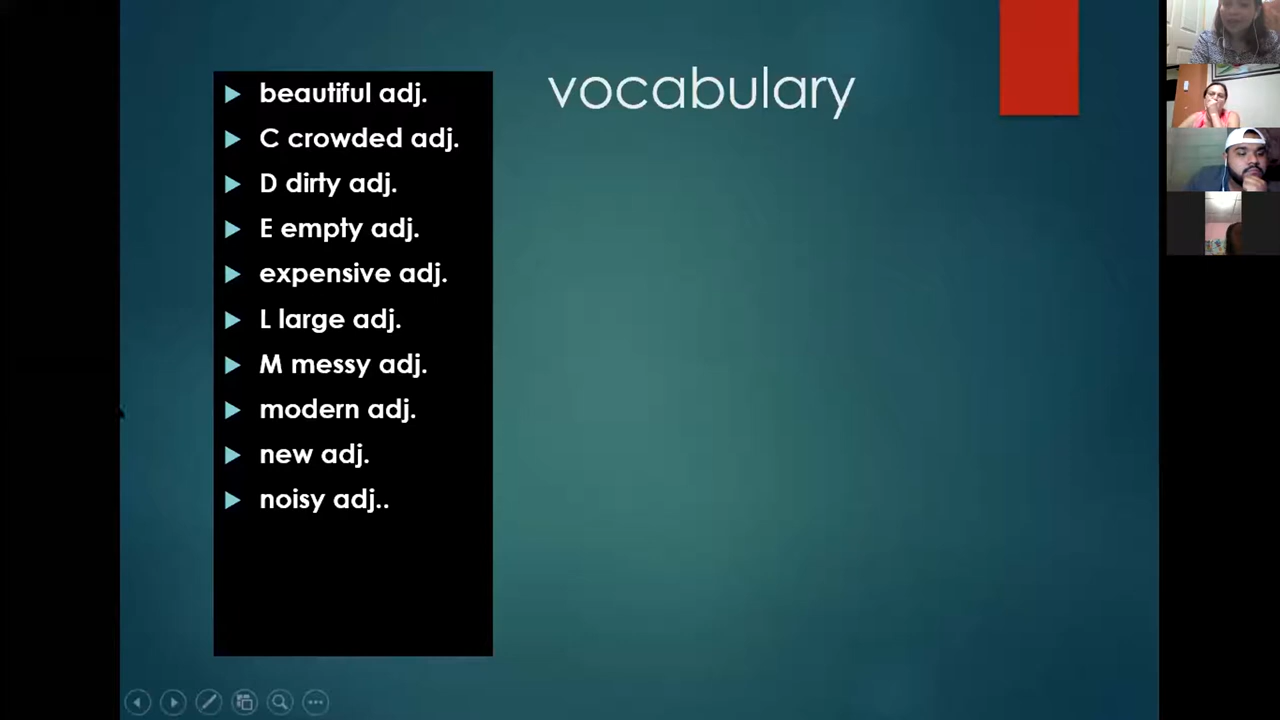 vocabulary
beautiful adj.
C crowded adj.
D dirty adj.
E empty adj.
expensive adj.
L large adj.
M messy adj.
modern adj.
new adj.
noisy adj..